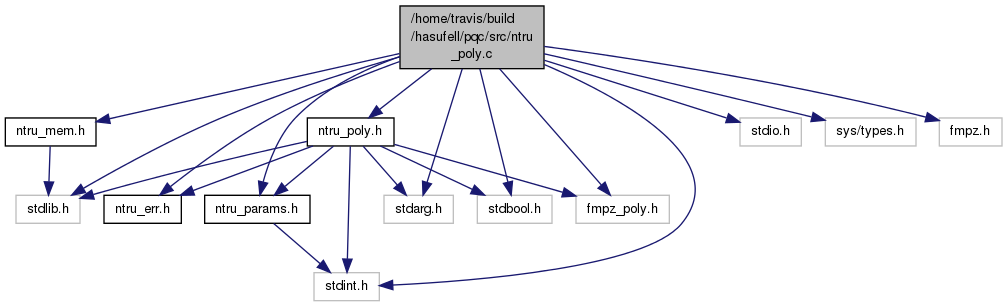 /home/travis/build
/hasufell/pqc/src/ntru
_poly.c
ntru_mem.h
ntru_poly.h
stdio.h
sys/types.h
fmpz.h
stdlib.h
ntru_err.h
ntru_params.h
stdarg.h
stdbool.h
fmpz_poly.h
stdint.h